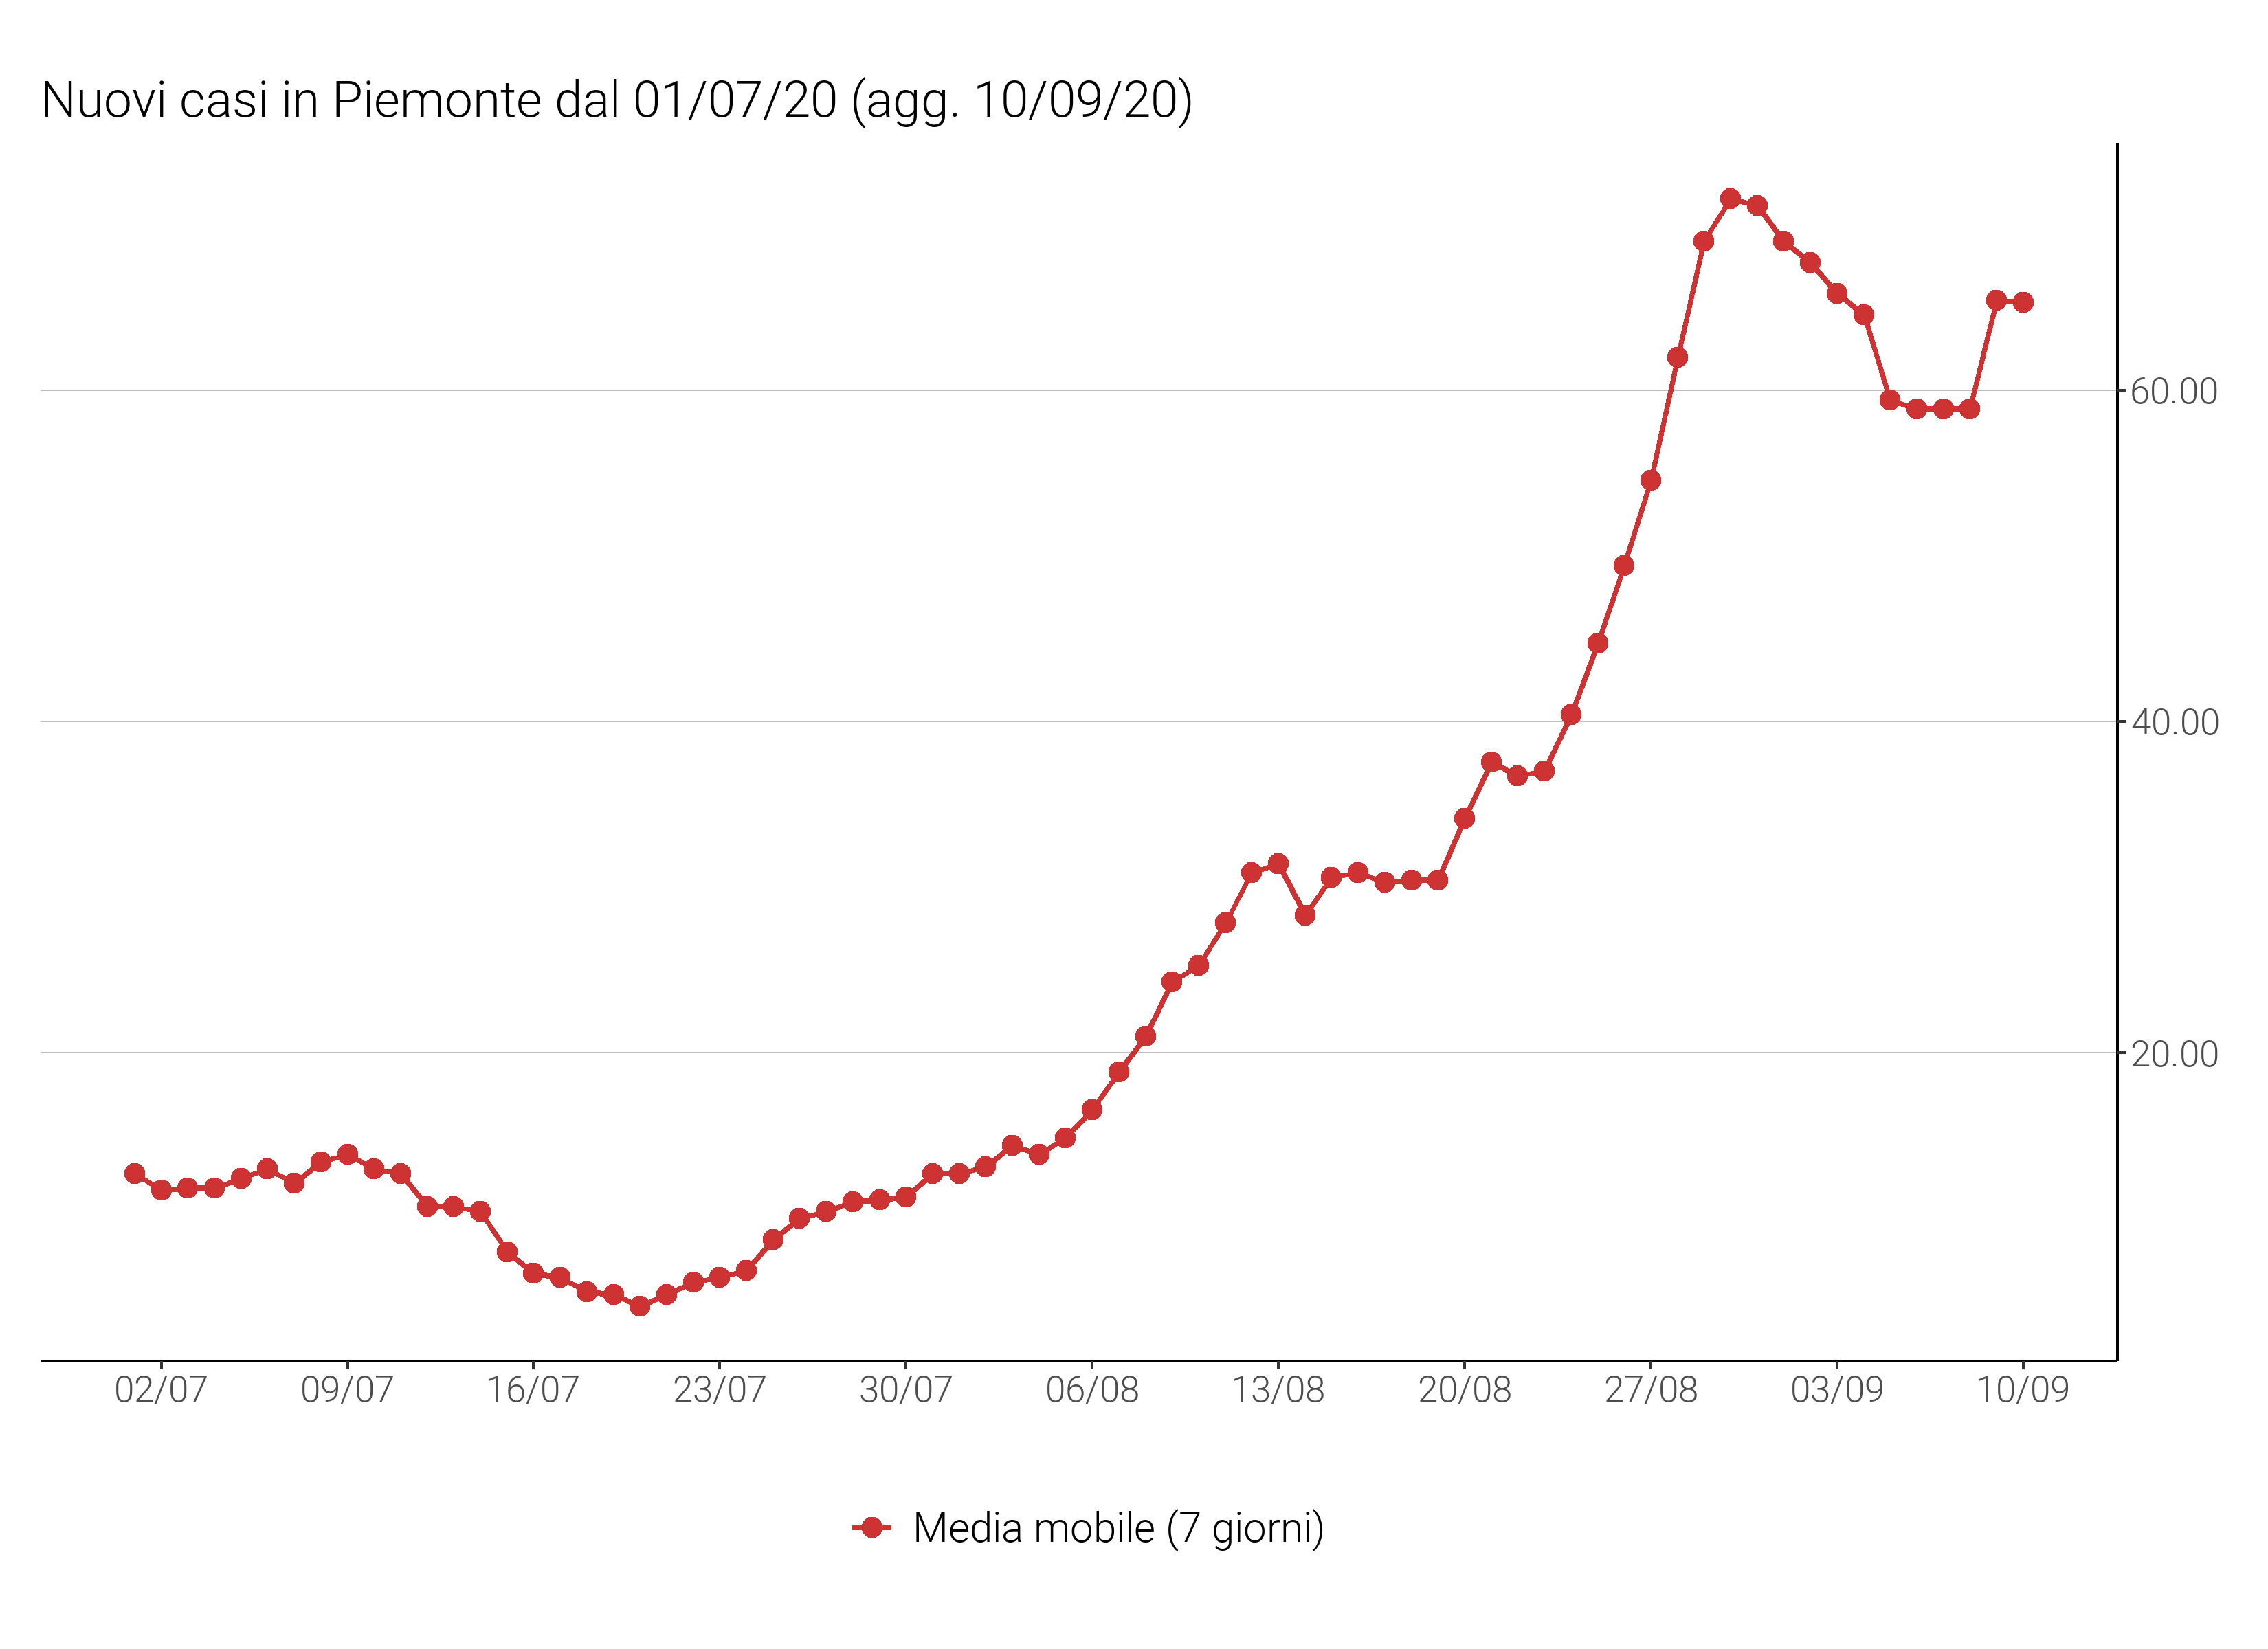 Nuovi casi in Piemonte dal 01/07/20 (agg. 10/09/20)
60.00
40.00
20.00
02/07 09/07 16/07 23/07 30/07 06/08 13/08 20/08 27/08 03/09 10/09
Media mobile (7 giorni)